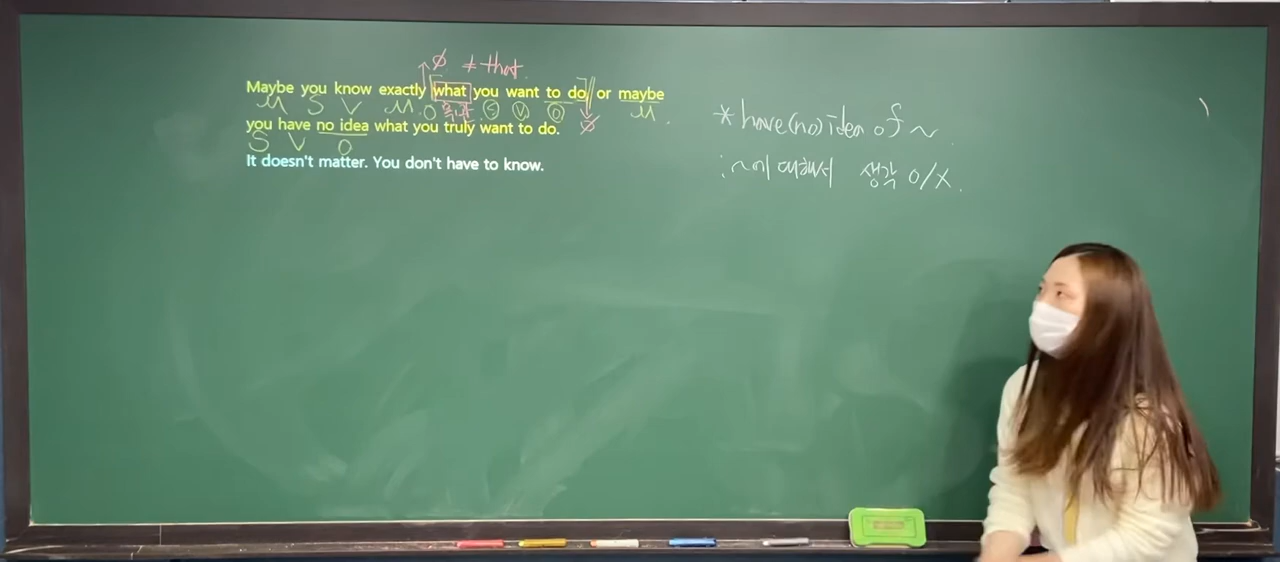 ∅ ≠ that
Maybe you know exactly what you want to do, or maybe
M S V M O S V O M
you have no idea what you truly want to do. ∅
S V O
It doesn't matter. You don't have to know.
* have (no) idea of ~
: ~에 대해서 생각 O/X.